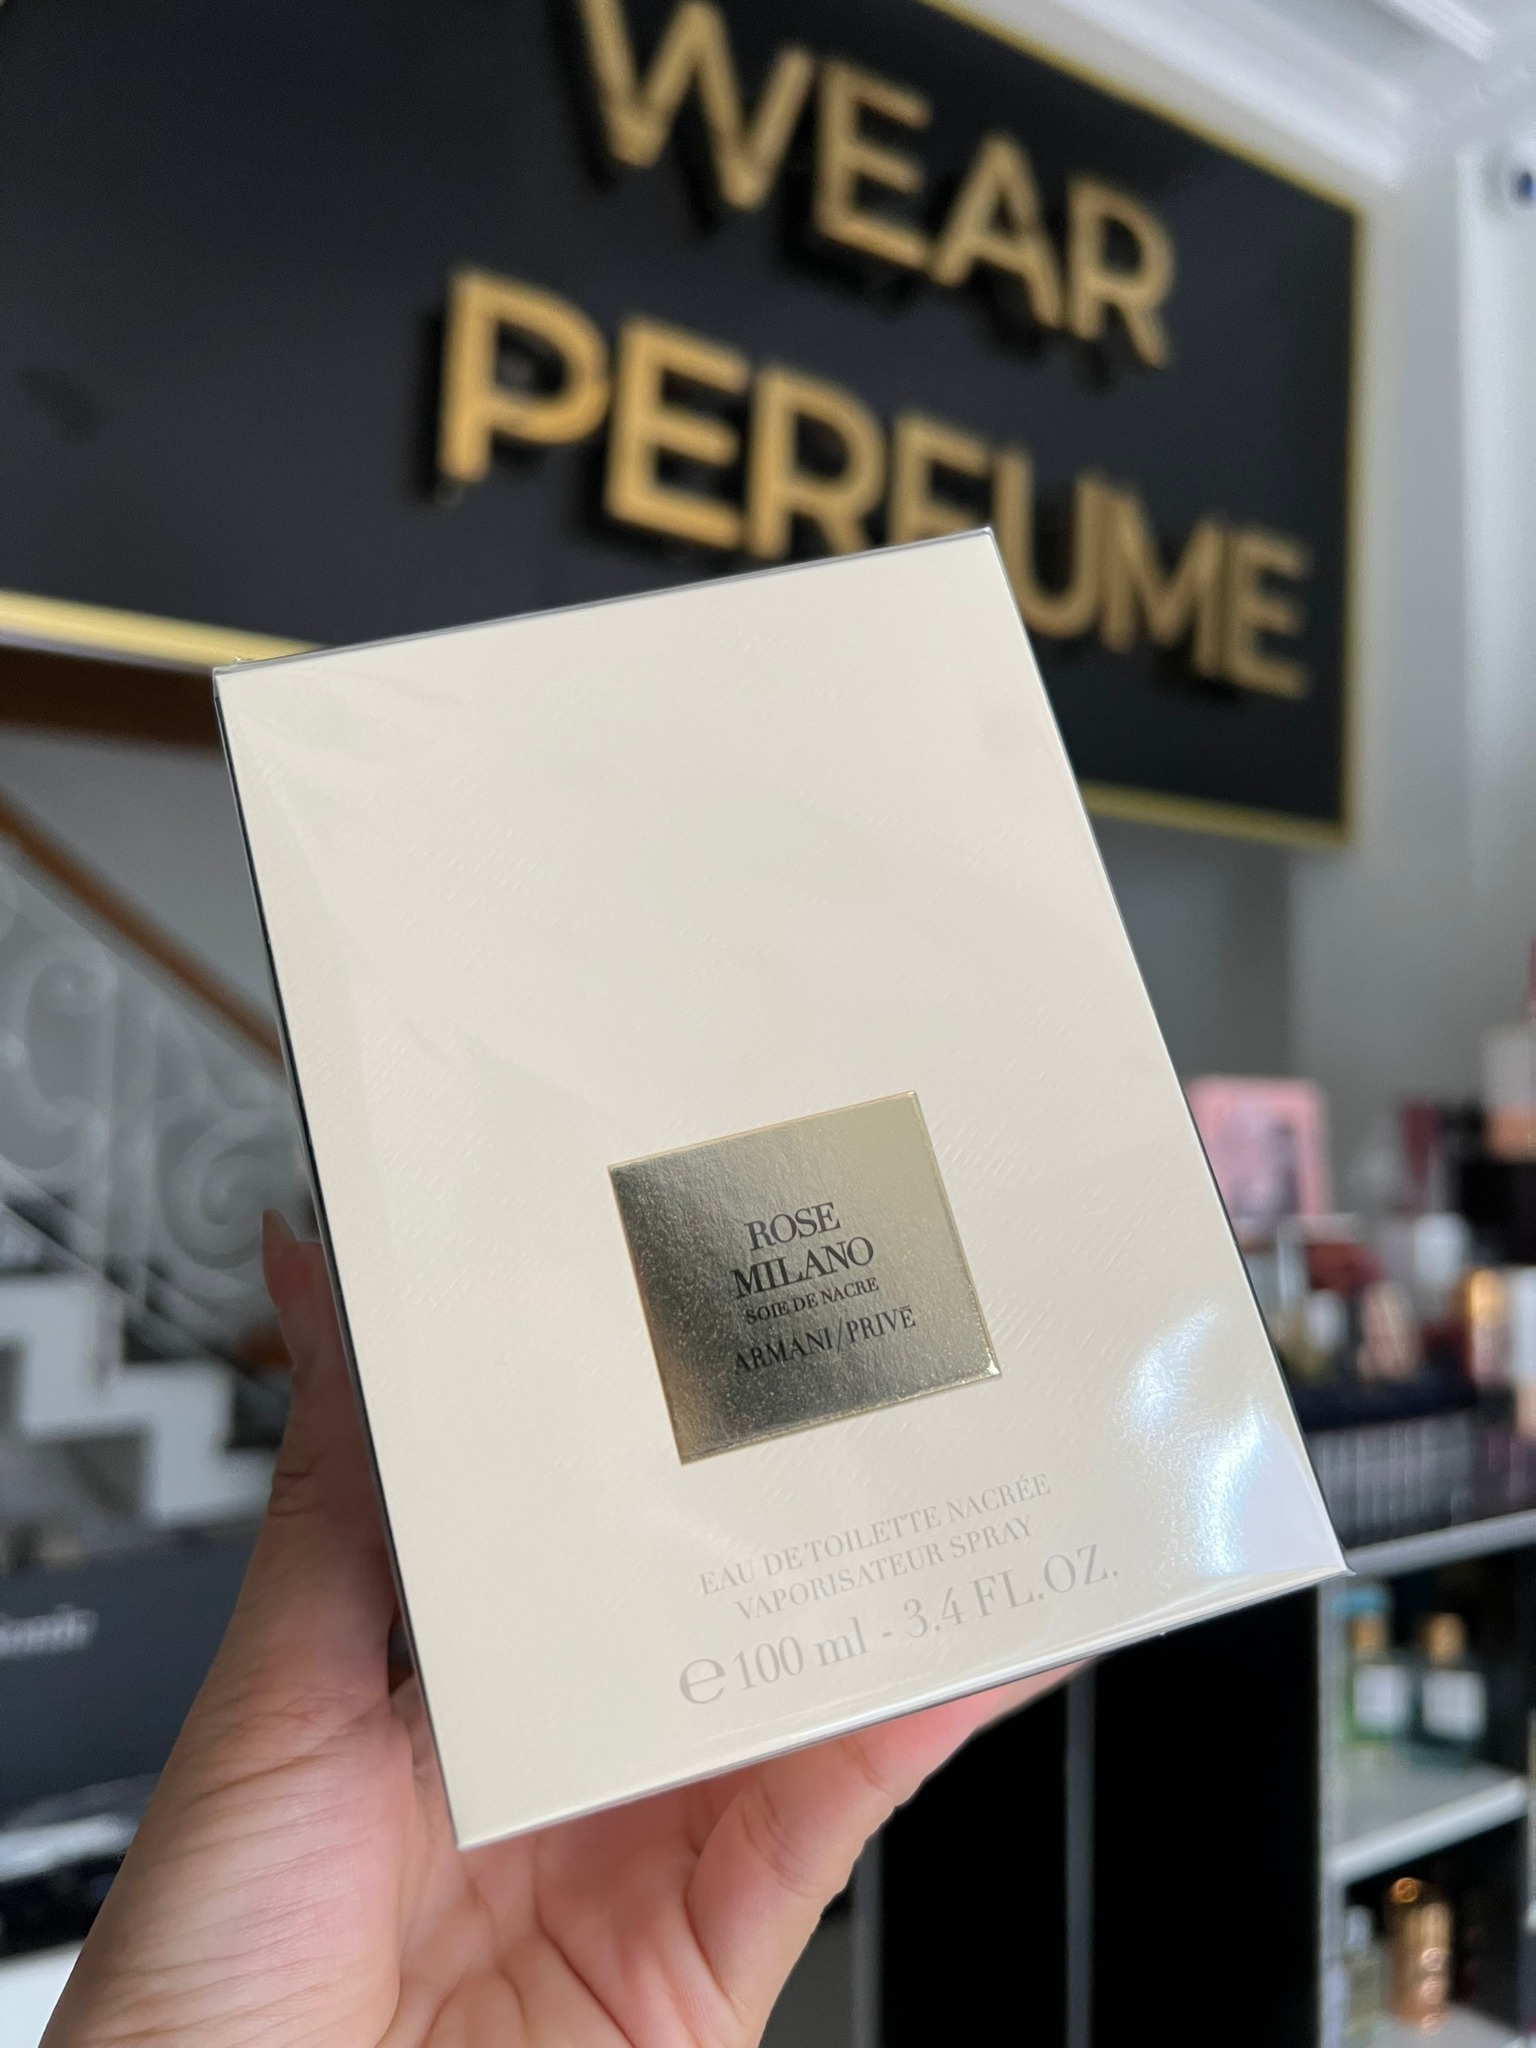 WEAR
PERFUME
ROSE
MILANO
SOIE DE NACRE
ARMANI/PRIVĒ
EAU DE TOILETTE NACRÉE
VAPORISATEUR SPRAY
℮ 100 ml - 3.4 FL.OZ.